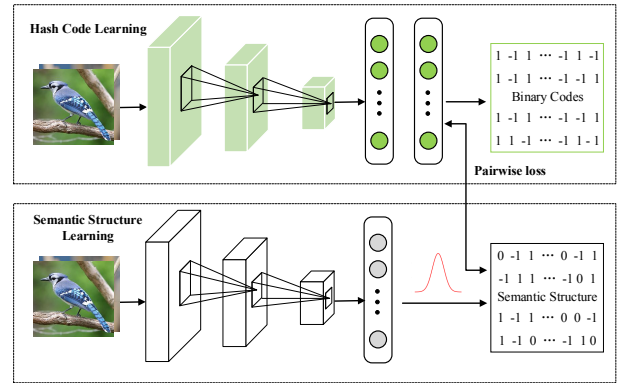 Hash Code Learning
1 -1 1 ··· -1 1 -1
1 -1 1 ··· -1 -1 1
Binary Codes
1 -1 1 ··· -1 -1 1
1 1 -1 ··· -1 1 -1
Pairwise loss
Semantic Structure
Learning
0 -1 1 ··· 0 -1 1
-1 1 1 ··· -1 0 1
Semantic Structure
1 -1 1 ··· 0 0 -1
1 -1 0 ··· -1 1 0